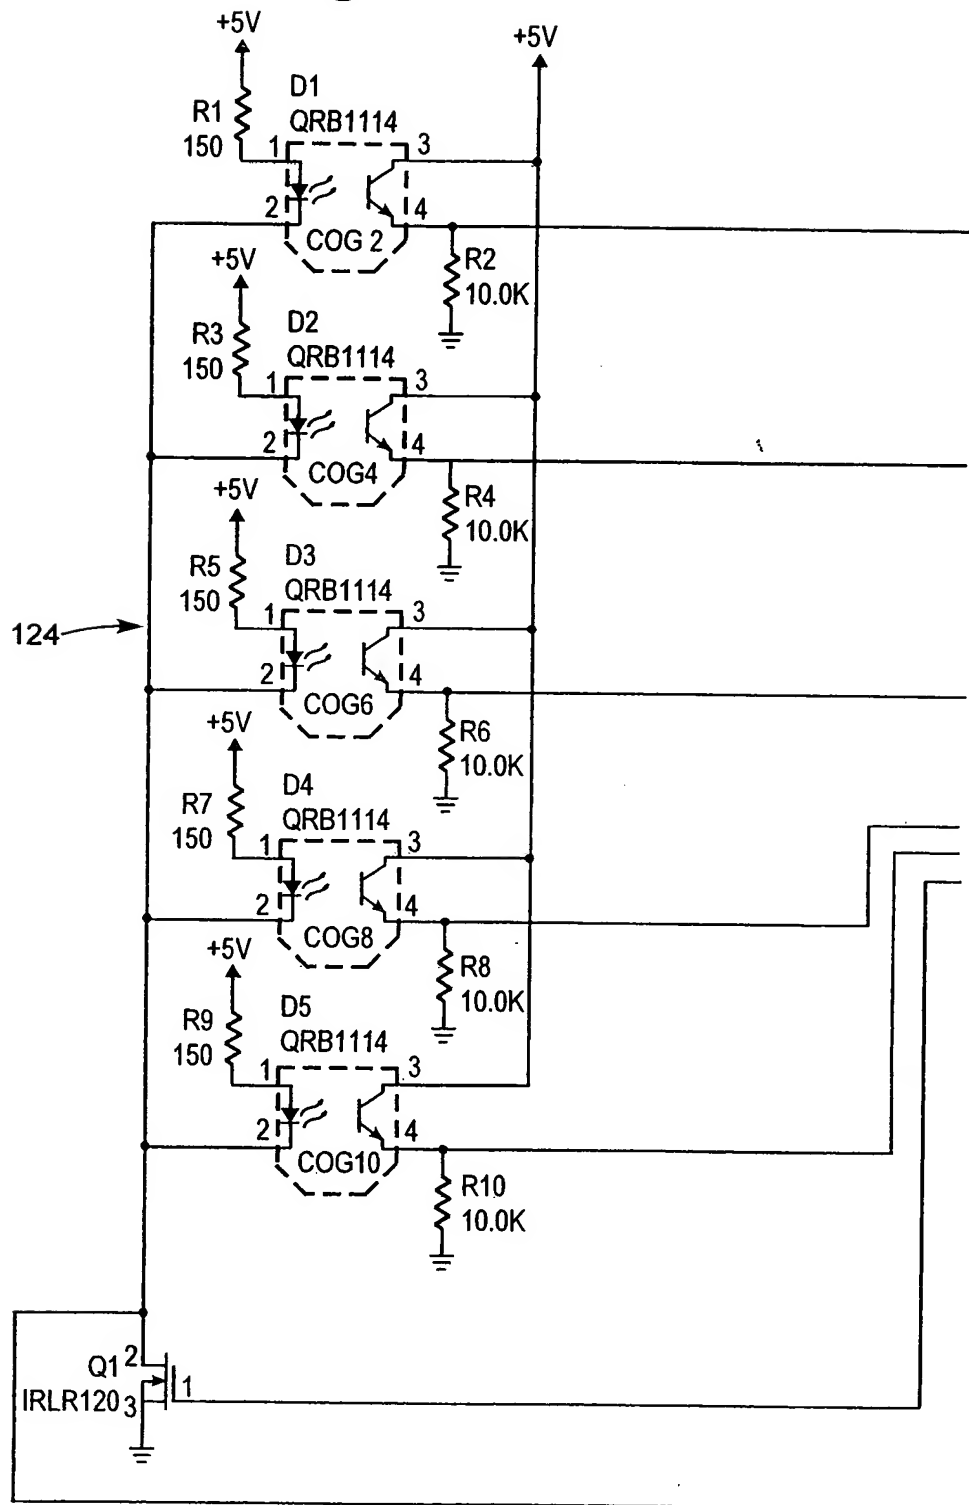 +5V
+5V
D1
QRB1114
R1
150
1
3
2
4
COG 2
R2
10.0K
+5V
D2
QRB1114
R3
150
1
3
2
4
COG4
R4
10.0K
+5V
D3
QRB1114
R5
150
1
3
124
2
4
COG6
R6
10.0K
+5V
D4
QRB1114
R7
150
1
3
2
4
COG8
R8
10.0K
+5V
D5
QRB1114
R9
150
1
3
2
4
COG10
R10
10.0K
Q1
2
1
IRLR120
3